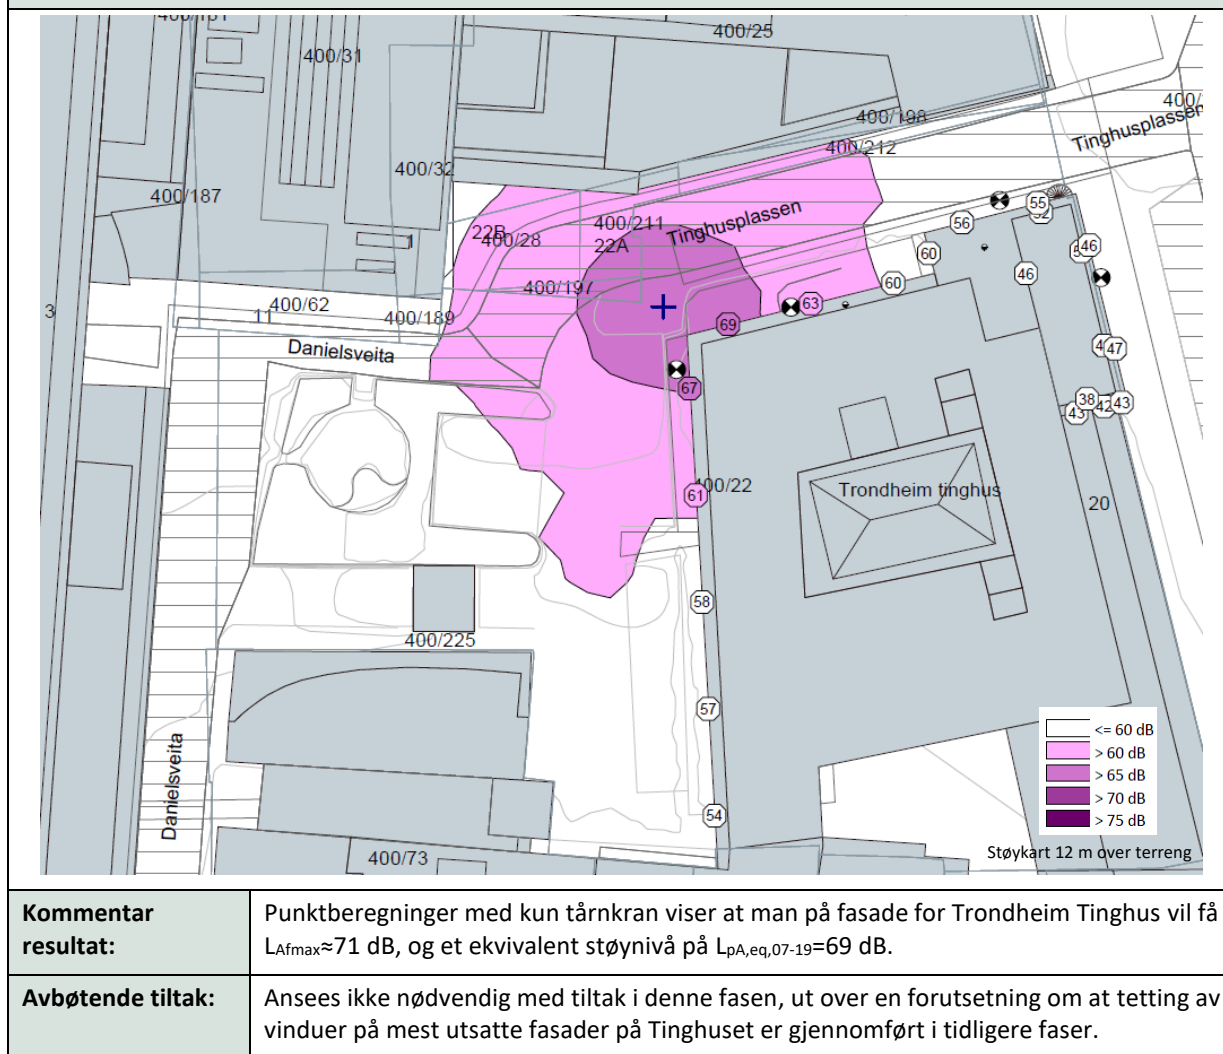 400/25
400/31
400/198
400/
400/212
Tinghusplassen
400/32
400/187
400/211
Tinghusplassen
22B
400/28
22A
1
55
56
46
60
46
60
400/197
63
3
400/62
11
400/189
69
47
Danielsveita
67
38
43
42
43
61
400/22
Trondheim tinghus
20
58
400/225
57
Danielsveita
54
400/73
<= 60 dB
> 60 dB
> 65 dB
> 70 dB
> 75 dB
Støykart 12 m over terreng
Kommentar resultat:
Punktberegninger med kun tårnkran viser at man på fasade for Trondheim Tinghus vil få
LAfmax≈71 dB, og et ekvivalent støynivå på LpA,eq,07-19=69 dB.
Avbøtende tiltak:
Ansees ikke nødvendig med tiltak i denne fasen, ut over en forutsetning om at tetting av
vinduer på mest utsatte fasader på Tinghuset er gjennomført i tidligere faser.